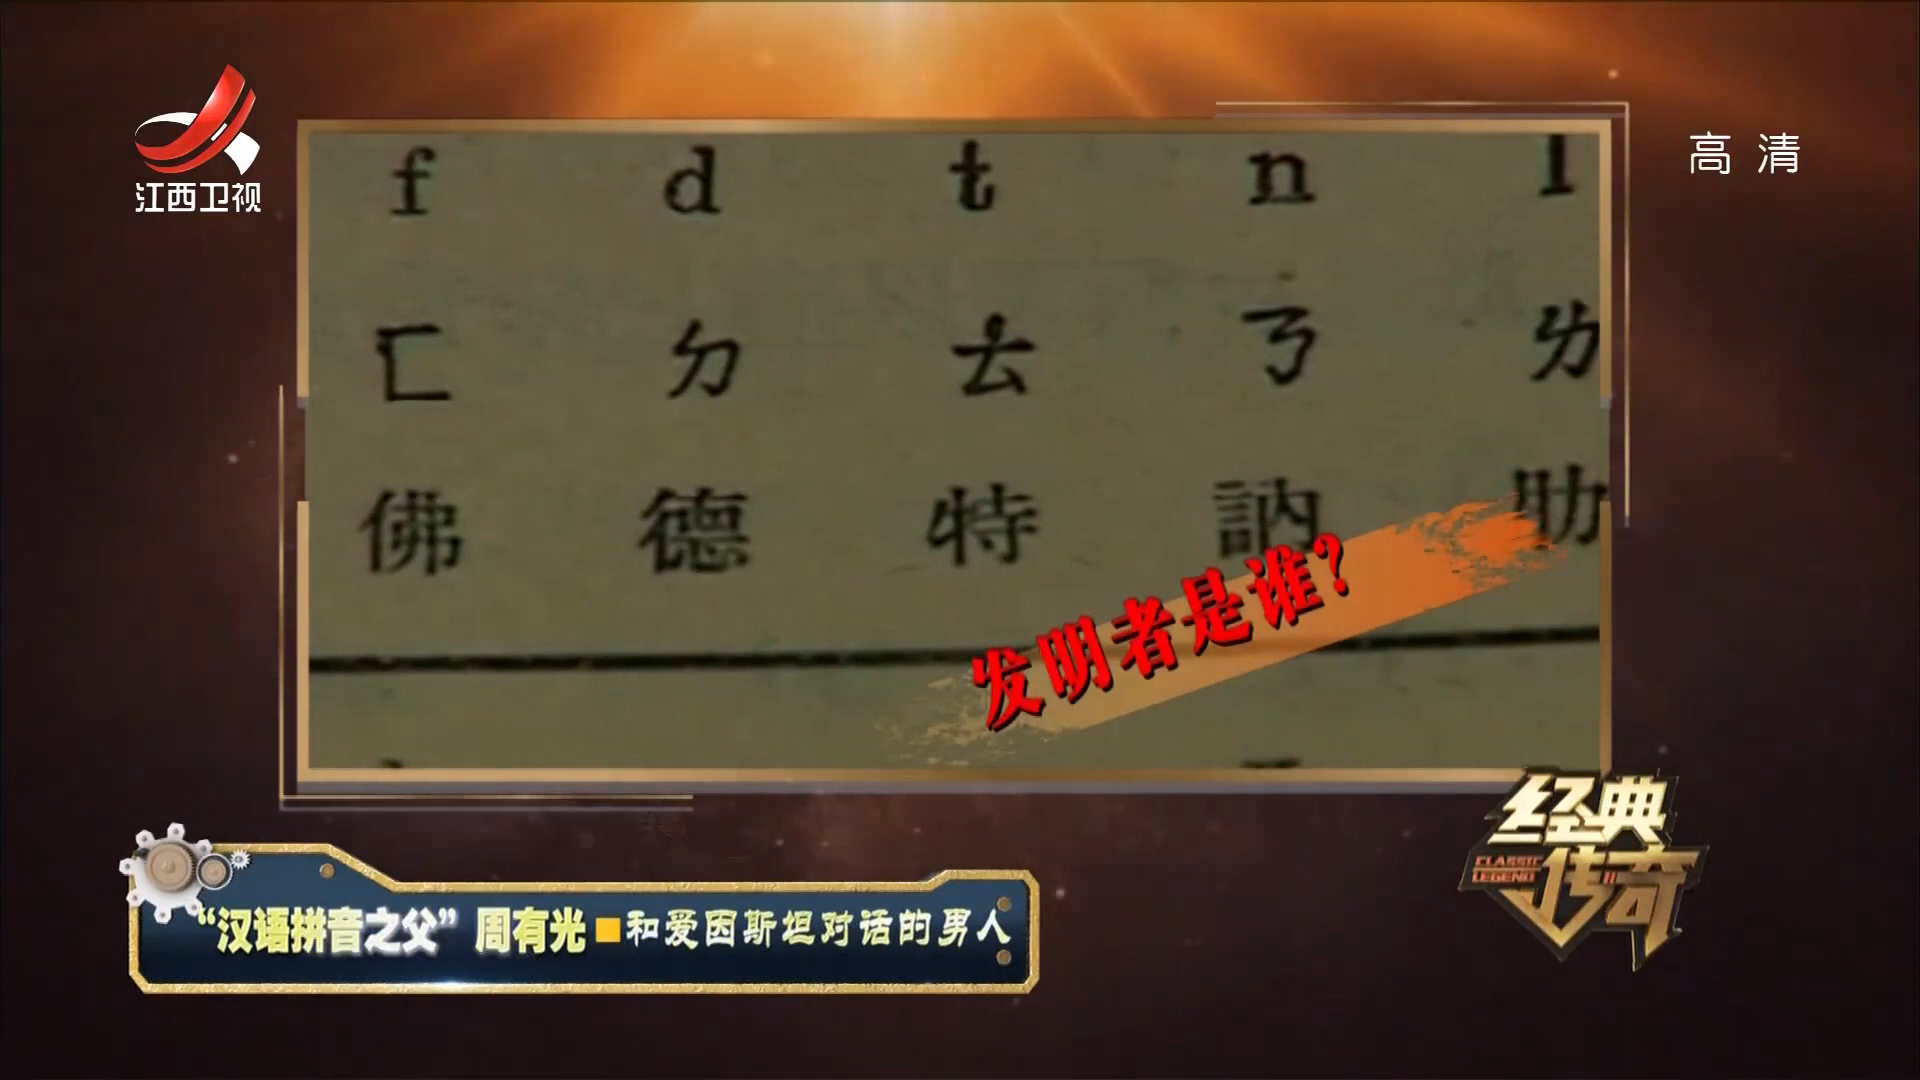 江西卫视
高清
f d t n l
ㄈ ㄉ ㄊ ㄋ ㄌ
佛 德 特 訥 肋
发明者是谁？
经典
传奇
CLASSIC
LEGEND
“汉语拼音之父”周有光■和爱因斯坦对话的男人